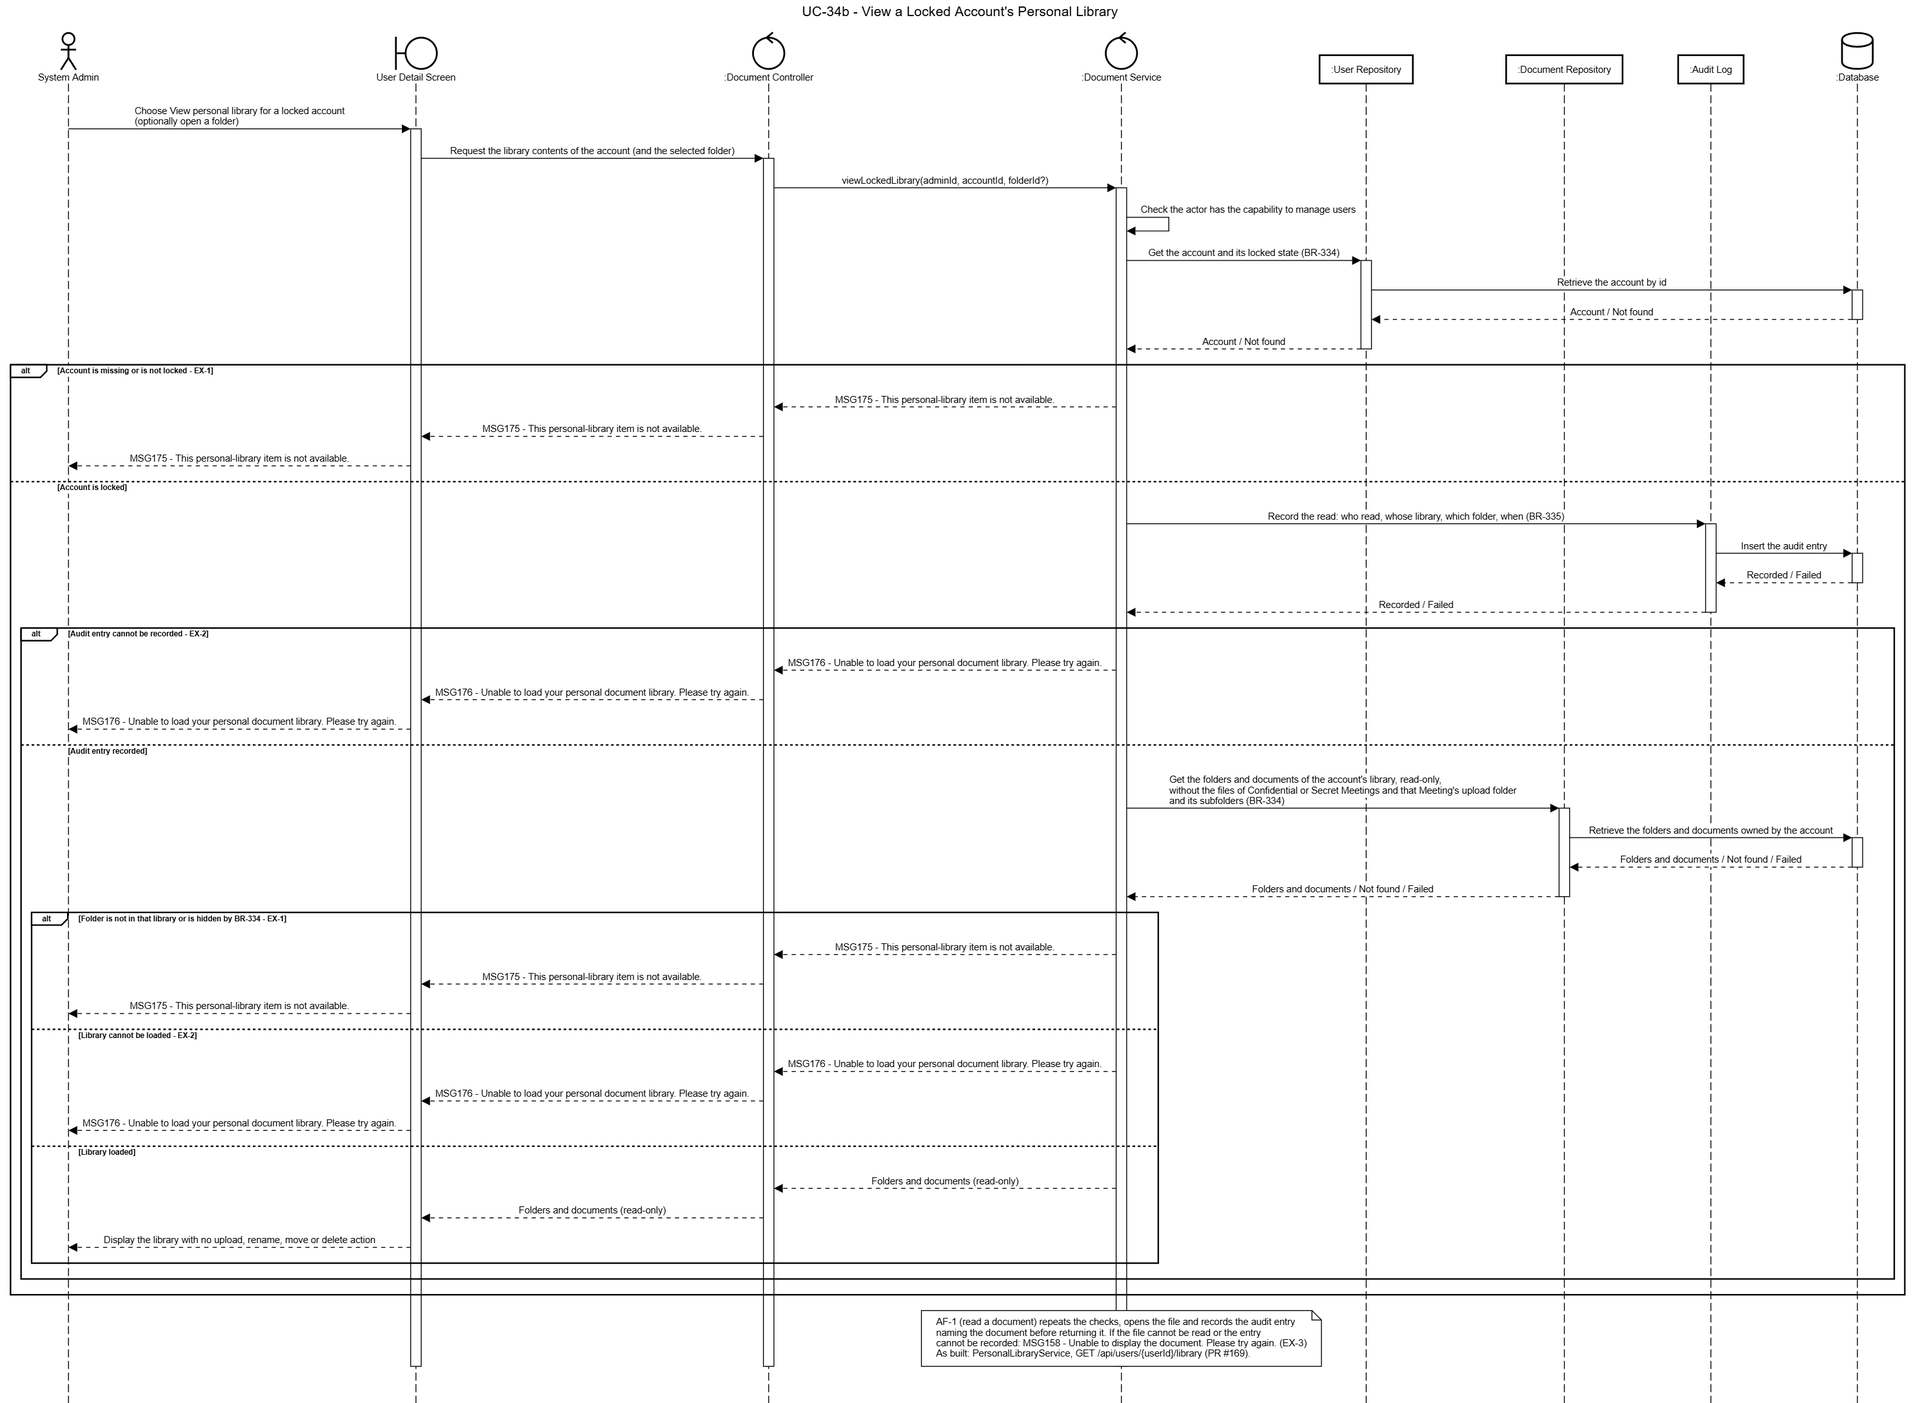 UC-34b - View a Locked Account's Personal Library
System Admin
User Detail Screen
:Document Controller
:Document Service
:User Repository
:Document Repository
:Audit Log
:Database
Choose View personal library for a locked account
(optionally open a folder)
Request the library contents of the account (and the selected folder)
viewLockedLibrary(adminId, accountId, folderId?)
Check the actor has the capability to manage users
Get the account and its locked state (BR-334)
Retrieve the account by id
Account / Not found
Account / Not found
alt
[Account is missing or is not locked - EX-1]
MSG175 - This personal-library item is not available.
MSG175 - This personal-library item is not available.
MSG175 - This personal-library item is not available.
[Account is locked]
Record the read: who read, whose library, which folder, when (BR-335)
Insert the audit entry
Recorded / Failed
Recorded / Failed
alt
[Audit entry cannot be recorded - EX-2]
MSG176 - Unable to load your personal document library. Please try again.
MSG176 - Unable to load your personal document library. Please try again.
MSG176 - Unable to load your personal document library. Please try again.
[Audit entry recorded]
Get the folders and documents of the account's library, read-only,
without the files of Confidential or Secret Meetings and that Meeting's upload folder
and its subfolders (BR-334)
Retrieve the folders and documents owned by the account
Folders and documents / Not found / Failed
Folders and documents / Not found / Failed
alt
[Folder is not in that library or is hidden by BR-334 - EX-1]
MSG175 - This personal-library item is not available.
MSG175 - This personal-library item is not available.
MSG175 - This personal-library item is not available.
[Library cannot be loaded - EX-2]
MSG176 - Unable to load your personal document library. Please try again.
MSG176 - Unable to load your personal document library. Please try again.
MSG176 - Unable to load your personal document library. Please try again.
[Library loaded]
Folders and documents (read-only)
Folders and documents (read-only)
Display the library with no upload, rename, move or delete action
AF-1 (read a document) repeats the checks, opens the file and records the audit entry
naming the document before returning it. If the file cannot be read or the entry
cannot be recorded: MSG158 - Unable to display the document. Please try again. (EX-3)
As built: PersonalLibraryService, GET /api/users/{userId}/library (PR #169).